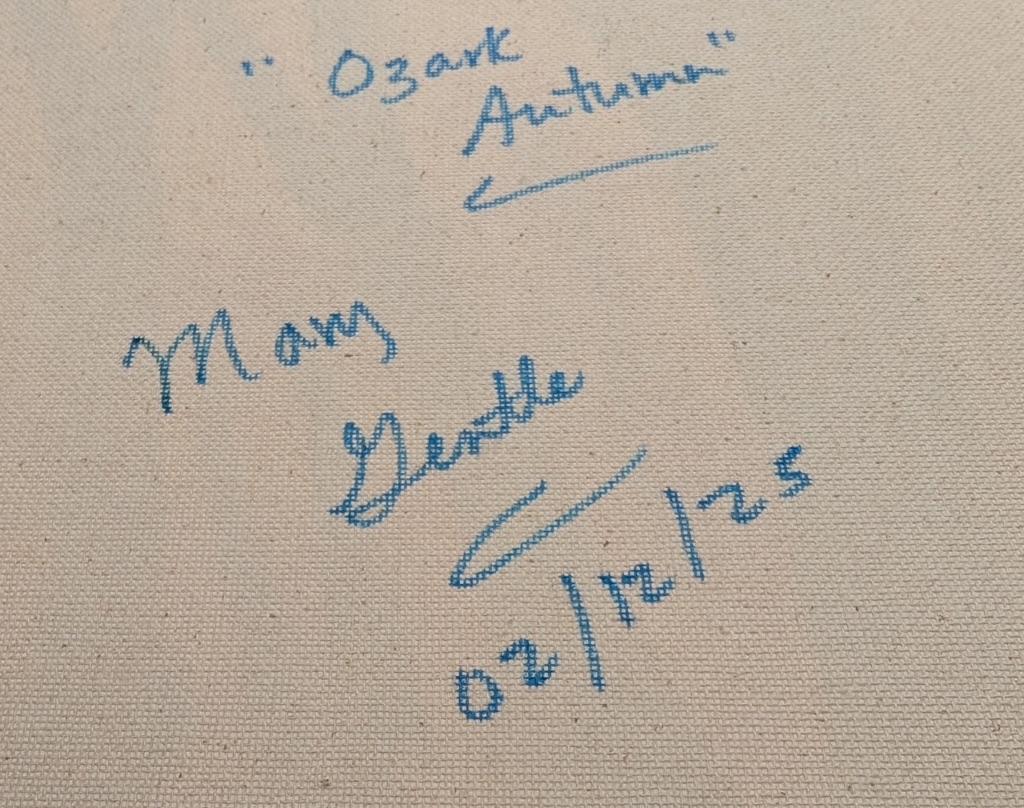 "Ozark
Autumn"
Mary
Gentle
02/12/25